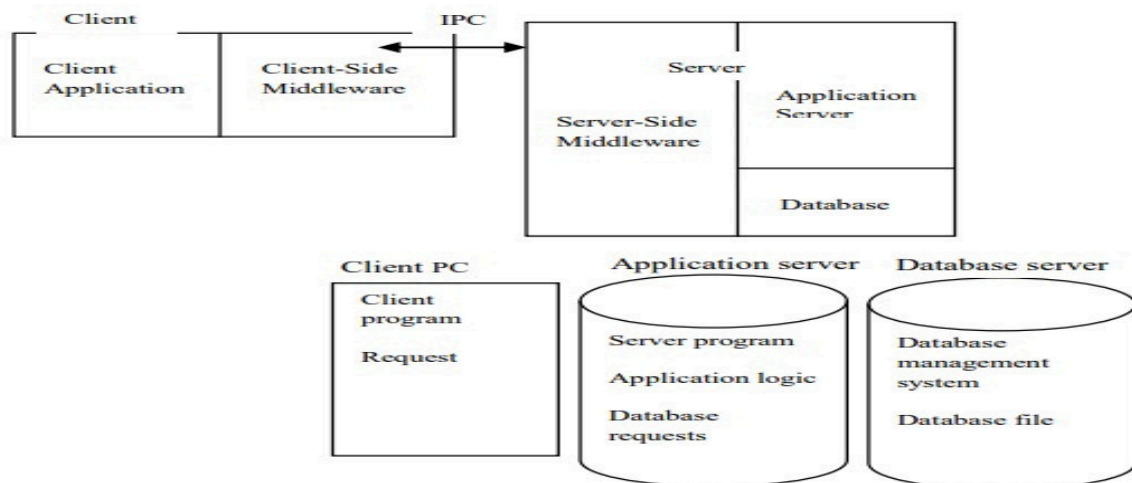 Client
IPC
Client
Application
Client-Side
Middleware
Server
Server-Side
Middleware
Application
Server
Database
Client PC
Client
program
Request
Application server
Server program
Application logic
Database
requests
Database server
Database
management
system
Database file